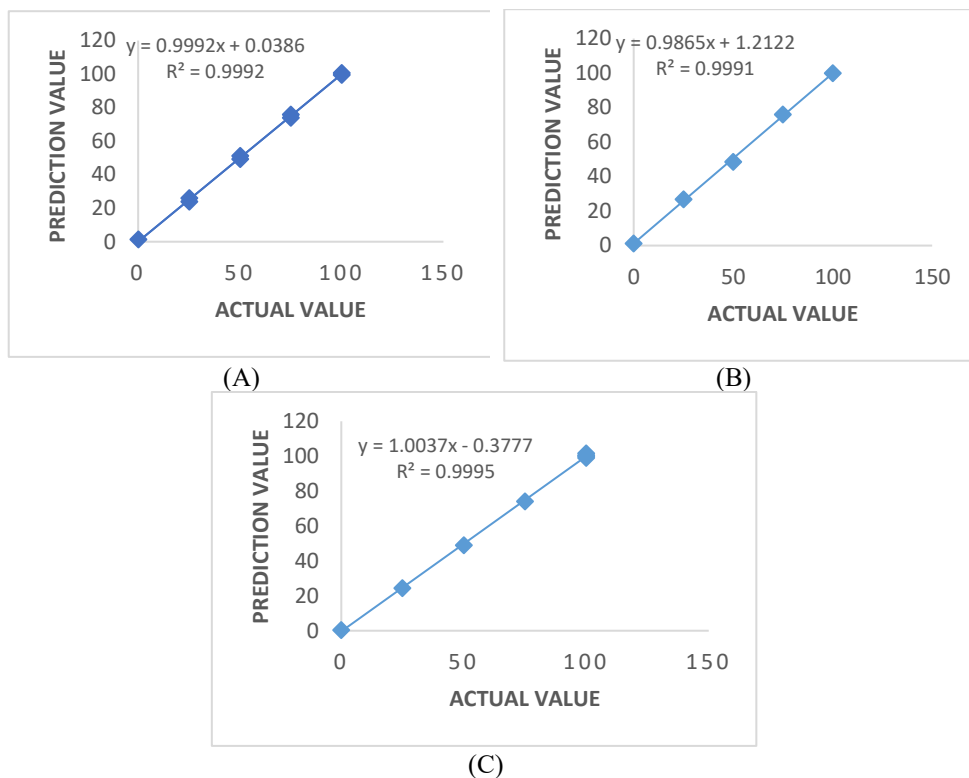 y = 0.9992x + 0.0386
R² = 0.9992
PREDICTION VALUE
120
100
80
60
40
20
0
0 50 100 150
ACTUAL VALUE
(A)
y = 0.9865x + 1.2122
R² = 0.9991
PREDICTION VALUE
120
100
80
60
40
20
0
0 50 100 150
ACTUAL VALUE
(B)
y = 1.0037x - 0.3777
R² = 0.9995
PREDICTION VALUE
120
100
80
60
40
20
0
0 50 100 150
ACTUAL VALUE
(C)